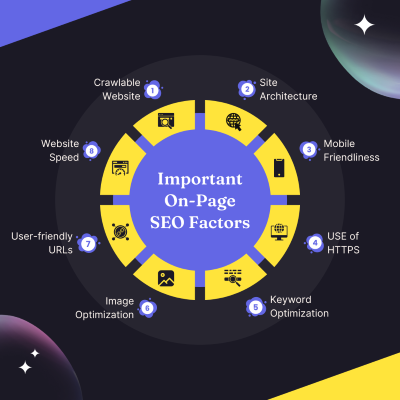 Important
On-Page
SEO Factors
Crawlable
Website
1
2
Site
Architecture
3
Mobile
Friendliness
4
USE of
HTTPS
5
Keyword
Optimization
Image
Optimization
6
User-friendly
URLs
7
Website
Speed
8